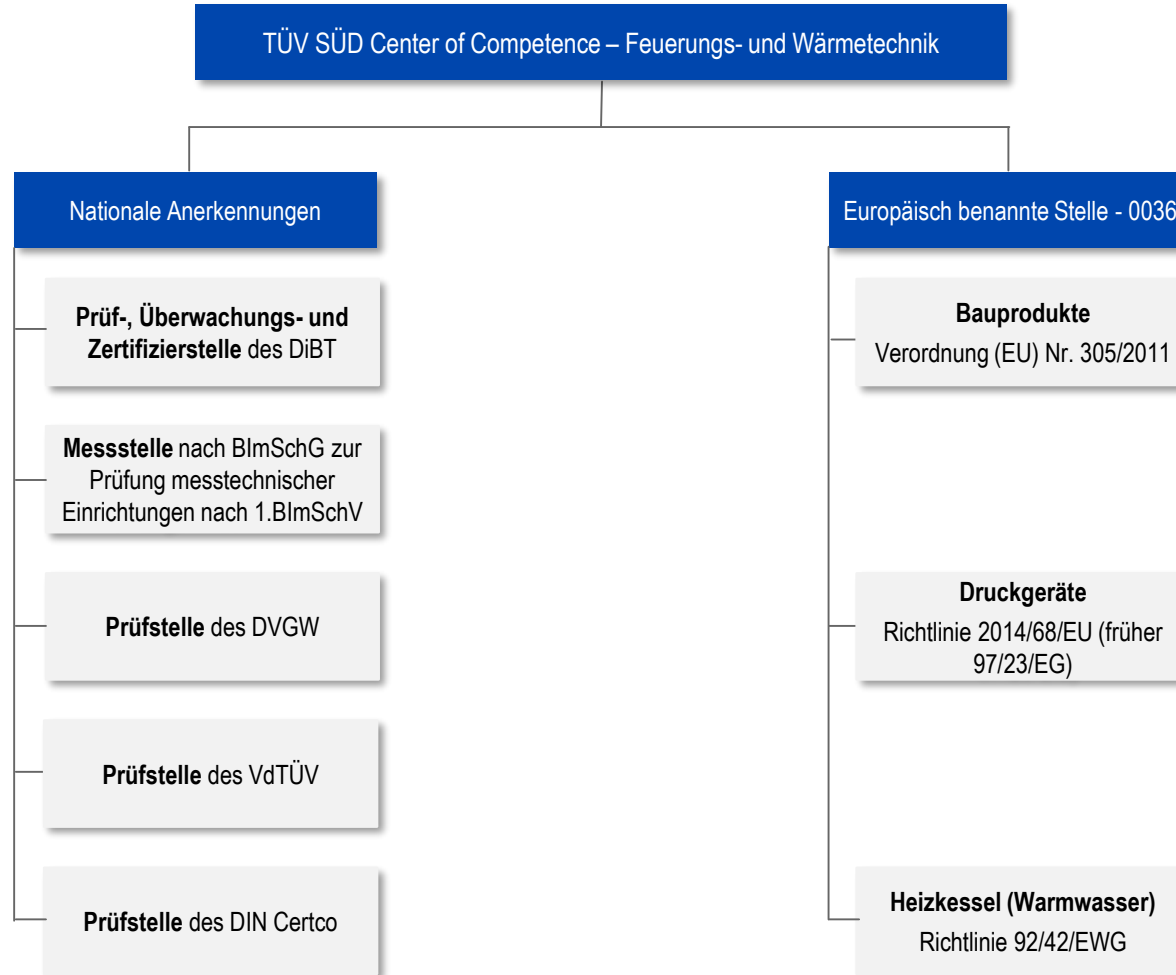 TÜV SÜD Center of Competence – Feuerungs- und Wärmetechnik
Nationale Anerkennungen
Prüf-, Überwachungs- und
Zertifizierstelle des DiBT
Messstelle nach BImSchG zur
Prüfung messtechnischer
Einrichtungen nach 1.BImSchV
Prüfstelle des DVGW
Prüfstelle des VdTÜV
Prüfstelle des DIN Certco
Europäisch benannte Stelle - 0036
Bauprodukte
Verordnung (EU) Nr. 305/2011
Druckgeräte
Richtlinie 2014/68/EU (früher
97/23/EG)
Heizkessel (Warmwasser)
Richtlinie 92/42/EWG